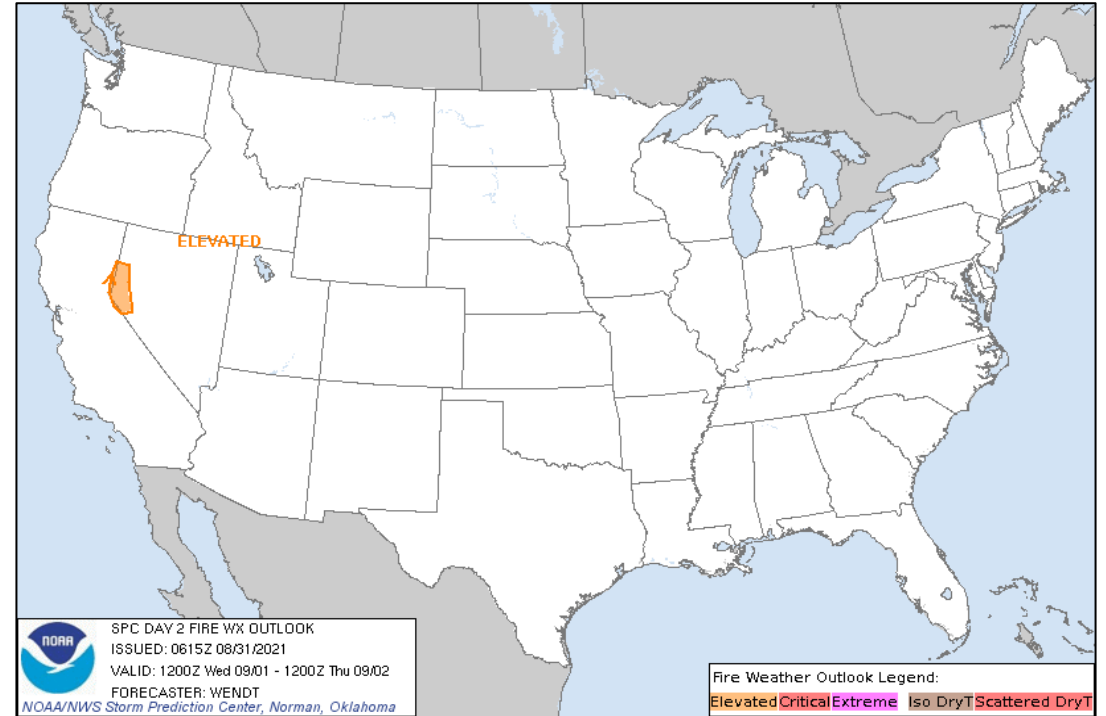 ELEVATED
NOAA
SPC DAY 2 FIRE WX OUTLOOK
ISSUED: 0615Z 08/31/2021
VALID: 1200Z Wed 09/01 - 1200Z Thu 09/02
FORECASTER: WENDT
NOAA/NWS Storm Prediction Center, Norman, Oklahoma
Fire Weather Outlook Legend:
Elevated Critical Extreme Iso DryT Scattered DryT